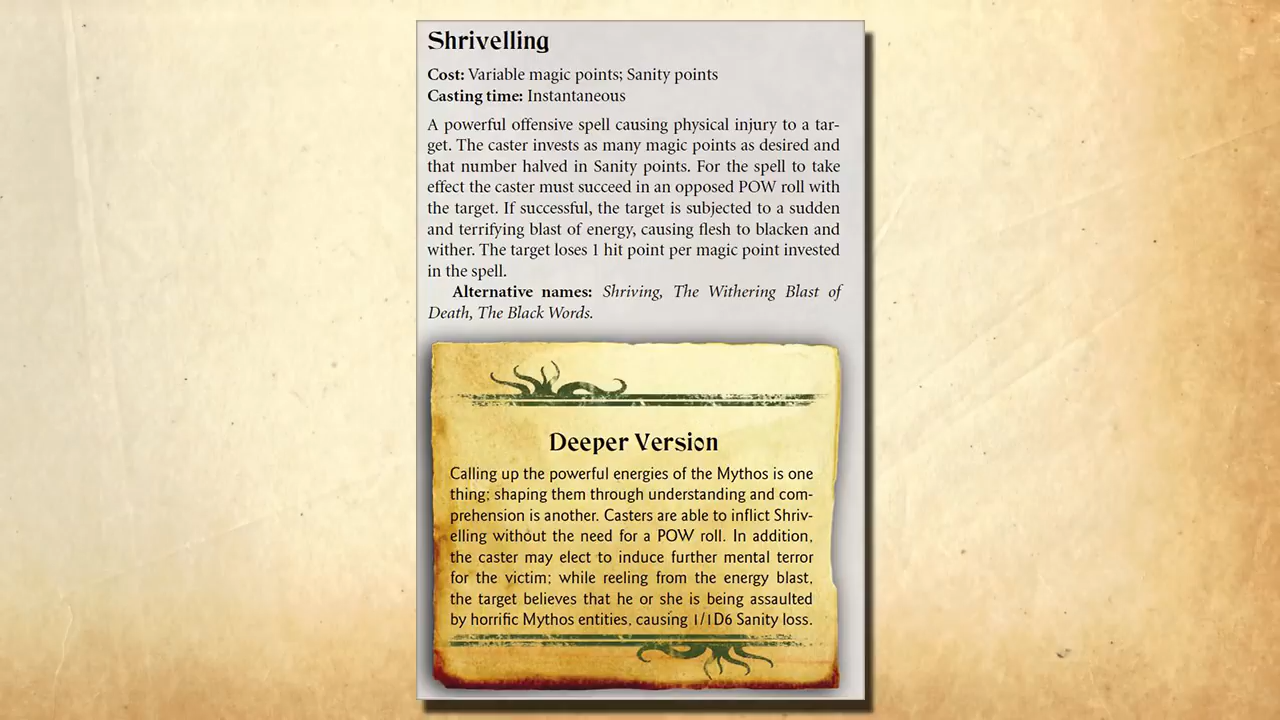 Shrivelling
Cost: Variable magic points; Sanity points
Casting time: Instantaneous
A powerful offensive spell causing physical injury to a tar-
get. The caster invests as many magic points as desired and
that number halved in Sanity points. For the spell to take
effect the caster must succeed in an opposed POW roll with
the target. If successful, the target is subjected to a sudden
and terrifying blast of energy, causing flesh to blacken and
wither. The target loses 1 hit point per magic point invested
in the spell.
Alternative names: Shriving, The Withering Blast of
Death, The Black Words.
Deeper Version
Calling up the powerful energies of the Mythos is one
thing; shaping them through understanding and com-
prehension is another. Casters are able to inflict Shriv-
elling without the need for a POW roll. In addition,
the caster may elect to induce further mental terror
for the victim; while reeling from the energy blast,
the target believes that he or she is being assaulted
by horrific Mythos entities, causing 1/1D6 Sanity loss.